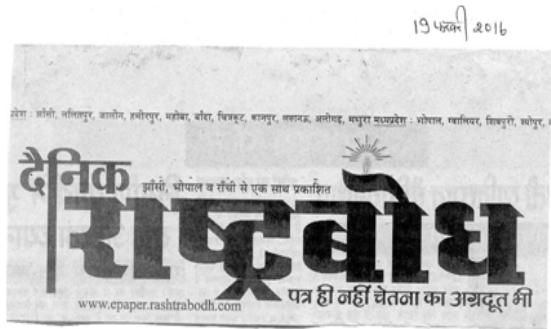 19 फरवरी 2016
प्रदेश : झाँसी, ललितपुर, जालौन, हमीरपुर, महोबा, बाँदा, चित्रकूट, कानपुर, लखनऊ, अलीगढ़, मथुरा मध्यप्रदेश : भोपाल, ग्वालियर, शिवपुरी, श्योपुर,
दैनिक
झाँसी, भोपाल व राँची से एक साथ प्रकाशित
राष्ट्रबोध
www.epaper.rashtrabodh.com
पत्र ही नहीं चेतना का अग्रदूत भी